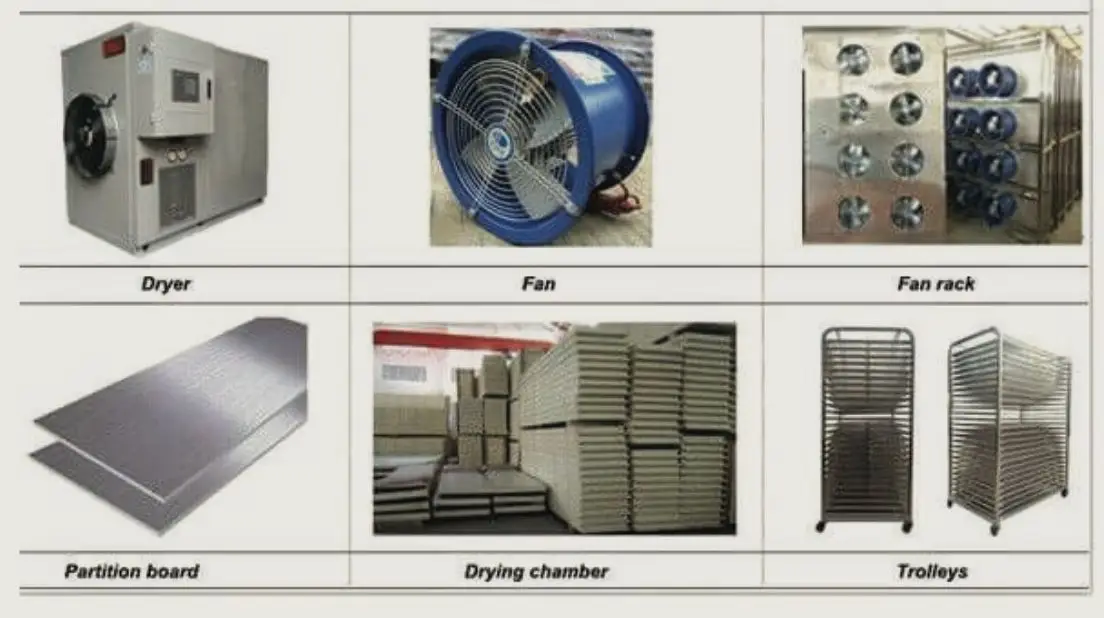 Dryer
Fan
Fan rack
Partition board
Drying chamber
Trolleys